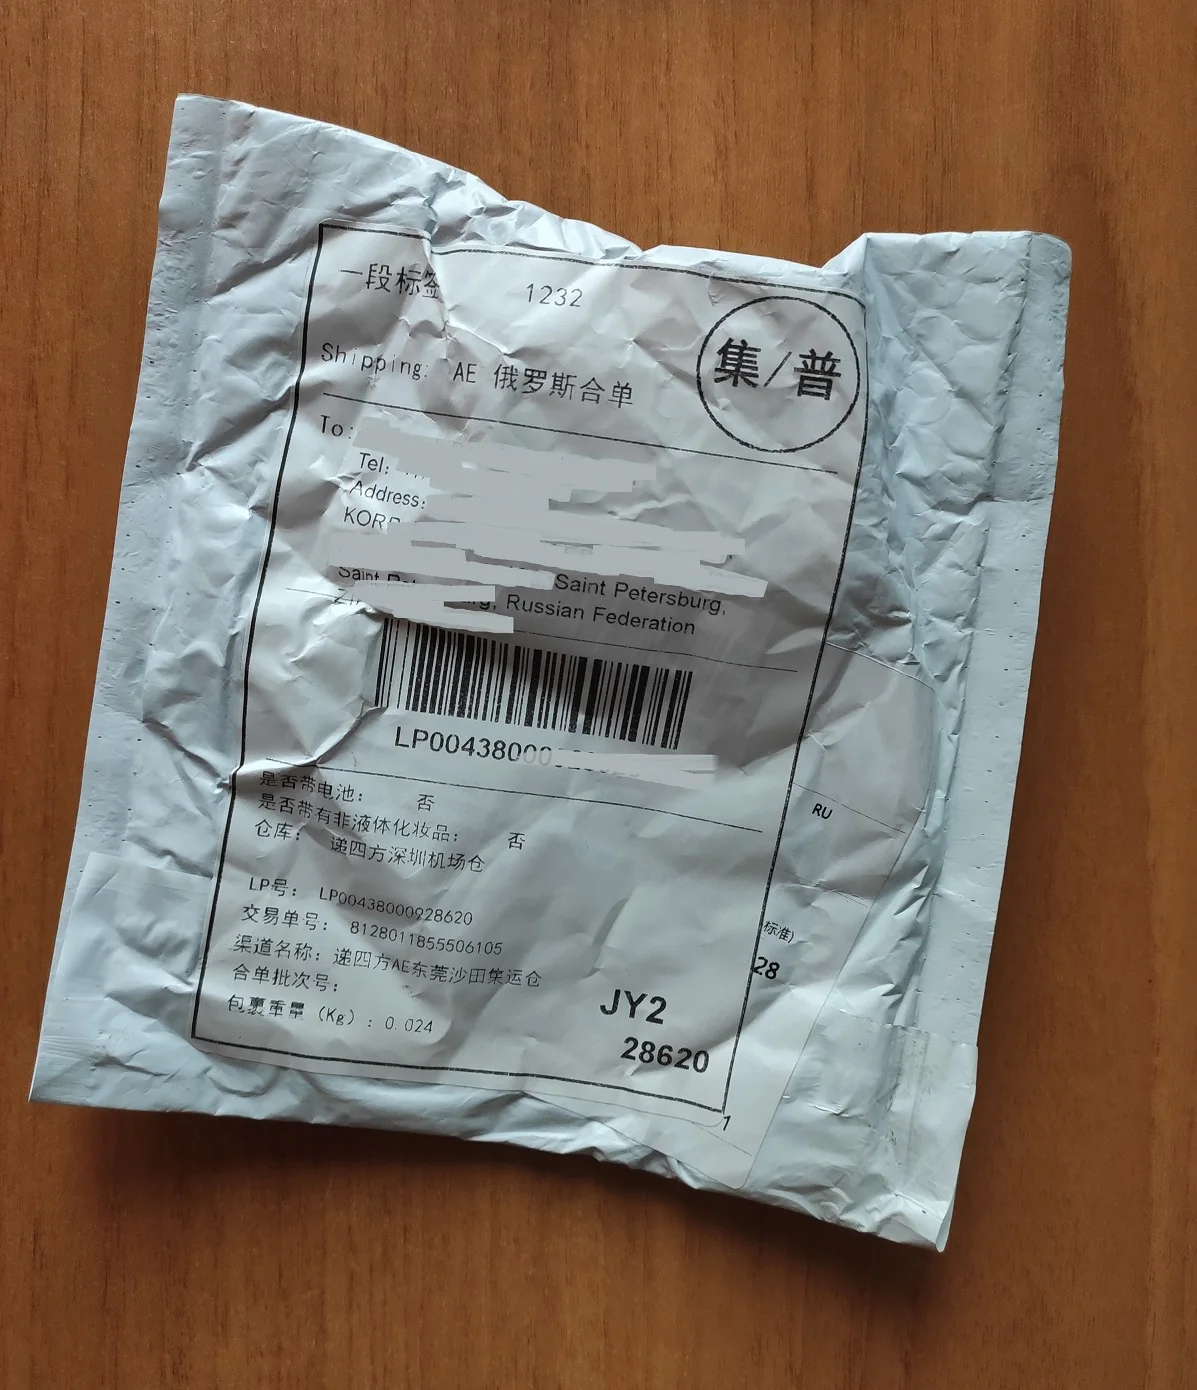 一段标签 1232
集/普
Shipping: AE 俄罗斯合单
To:
Tel:
Address:
Saint Petersburg,
Russian Federation
LP00438000
是否带电池: 否
是否带有非液体化妆品: 否
仓库: 递四方深圳机场仓
LP号: LP00438000928620
交易单号: 8128011855506105
渠道名称: 递四方AE东莞沙田集运仓
合单批次号:
包裹重量 (Kg) : 0.024
JY2
28620
RU
标准)
28
1